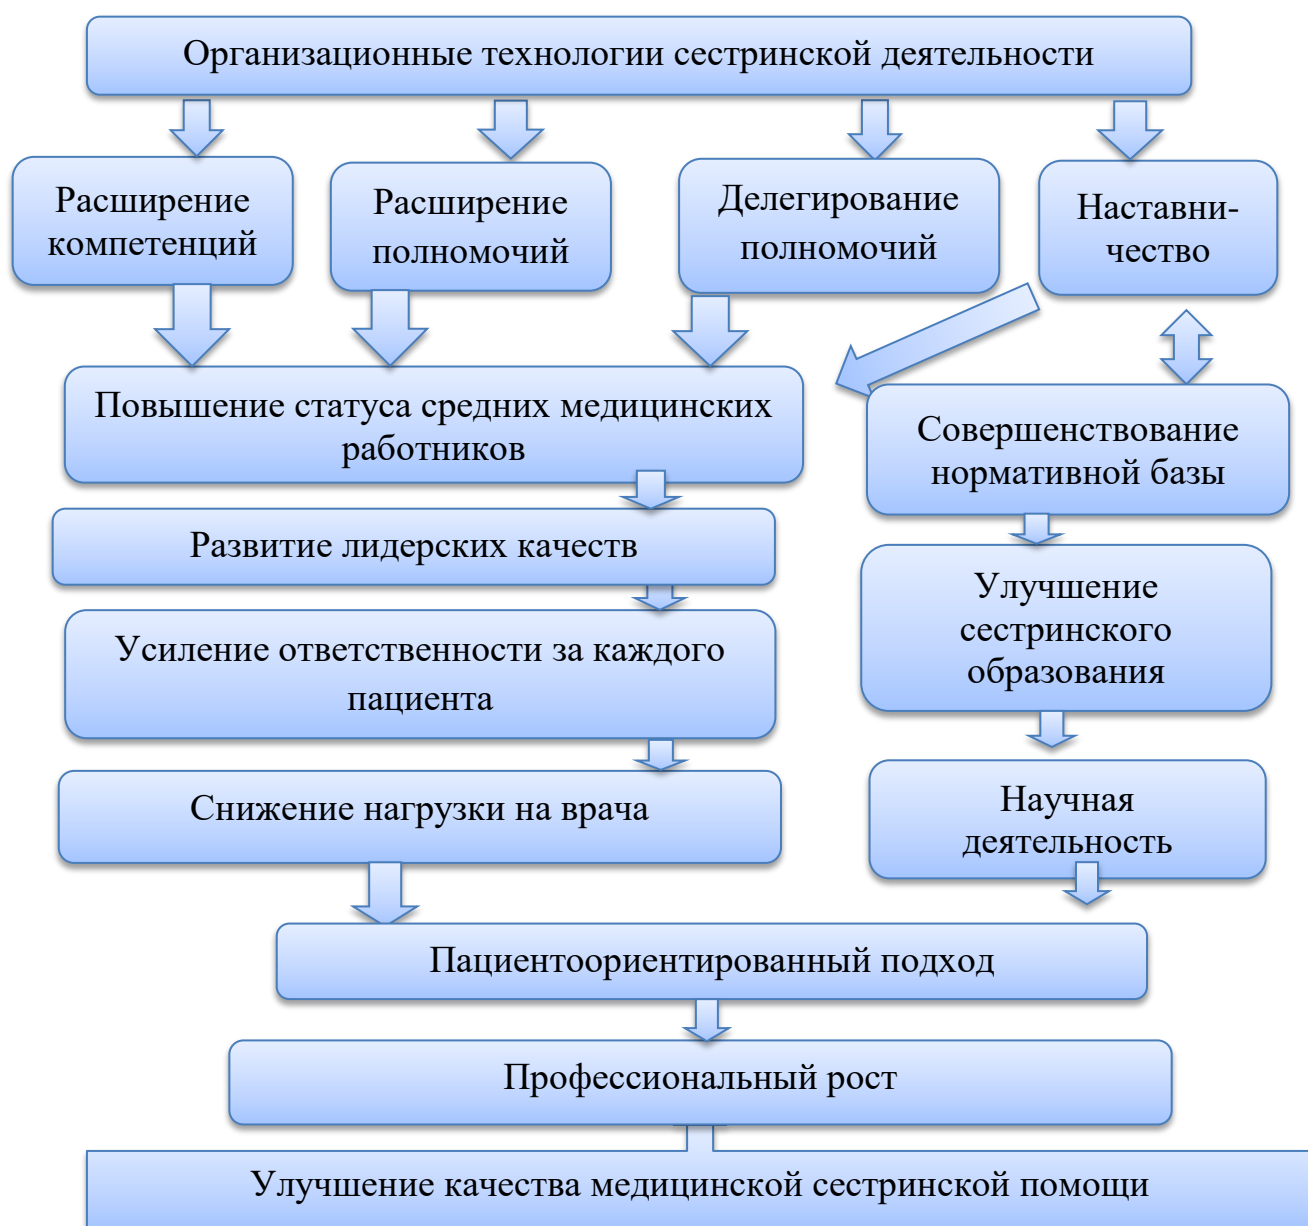 Организационные технологии сестринской деятельности
Расширение
компетенций
Расширение
полномочий
Делегирование
полномочий
Наставни-
чество
Повышение статуса средних медицинских
работников
Совершенствование
нормативной базы
Развитие лидерских качеств
Улучшение
сестринского
образования
Усиление ответственности за каждого
пациента
Снижение нагрузки на врача
Научная
деятельность
Пациентоориентированный подход
Профессиональный рост
Улучшение качества медицинской сестринской помощи